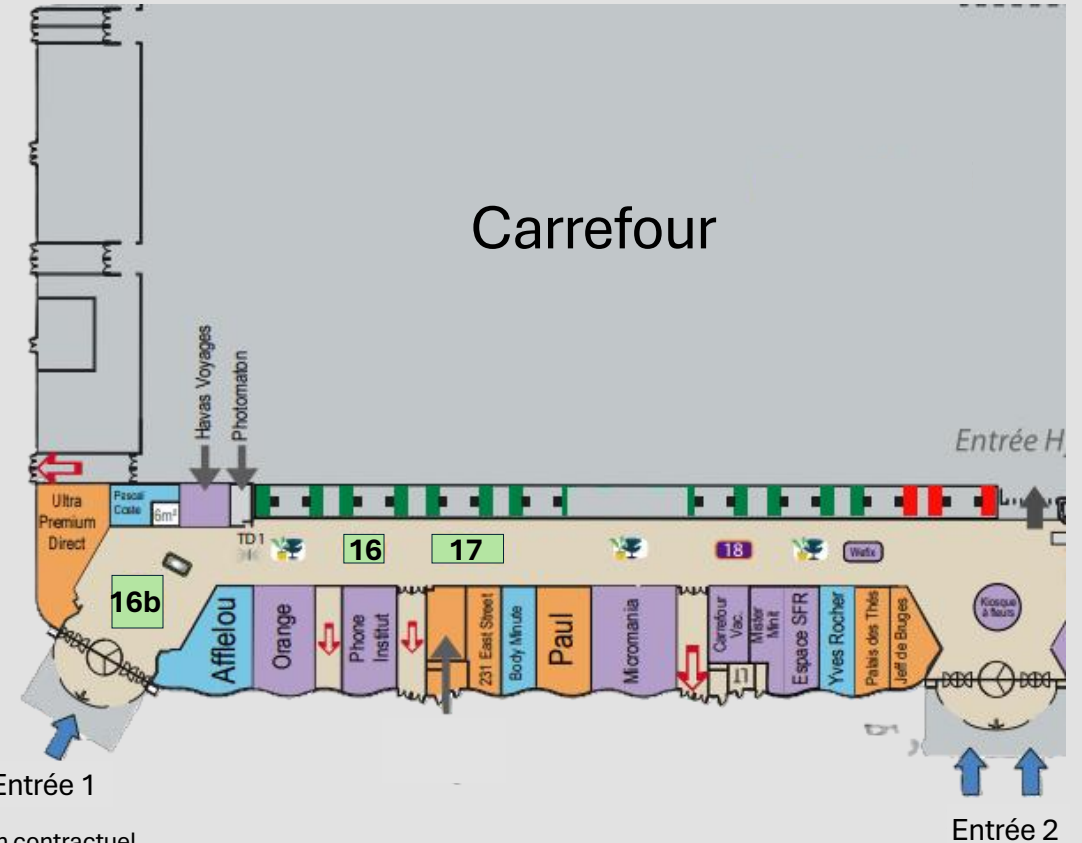 Carrefour
Havas Voyages
Photomaton
Entrée H
Ultra
Premium
Direct
Pascal
Coste
6m²
TD1
16
17
18
Wefix
16b
Afflelou
Orange
Phone
Institut
231 East Street
Body Minute
Paul
Micromania
Carrefour
Vac.
Mister
Minit
Espace SFR
Yves Rocher
Palais des Thés
Jeff de Bruges
Kiosque
à fleurs
Entrée 1
Entrée 2
n contractuel